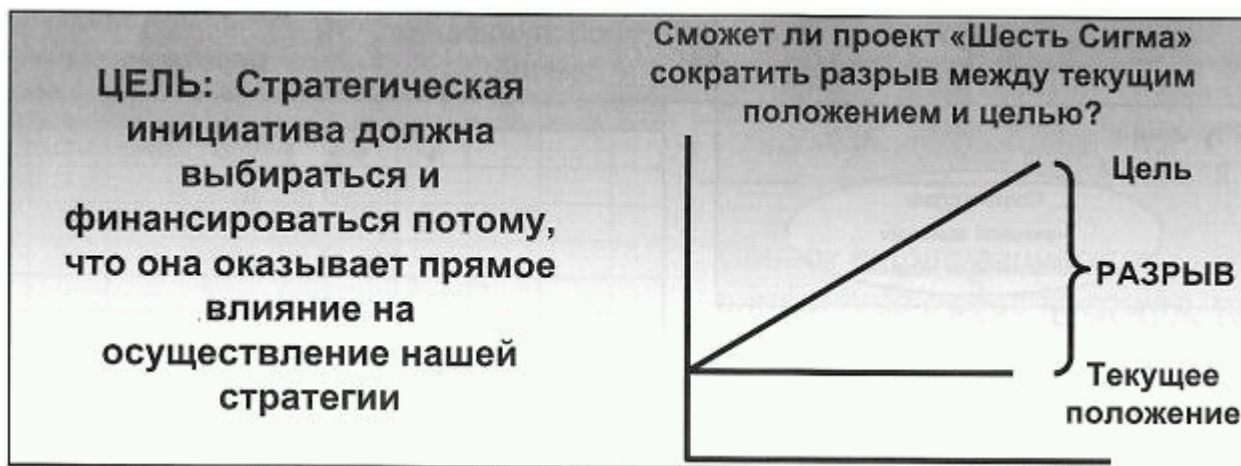 ЦЕЛЬ: Стратегическая
инициатива должна
выбираться и
финансироваться потому,
что она оказывает прямое
влияние на
осуществление нашей
стратегии
Сможет ли проект «Шесть Сигма»
сократить разрыв между текущим
положением и целью?
Цель
РАЗРЫВ
Текущее
положение